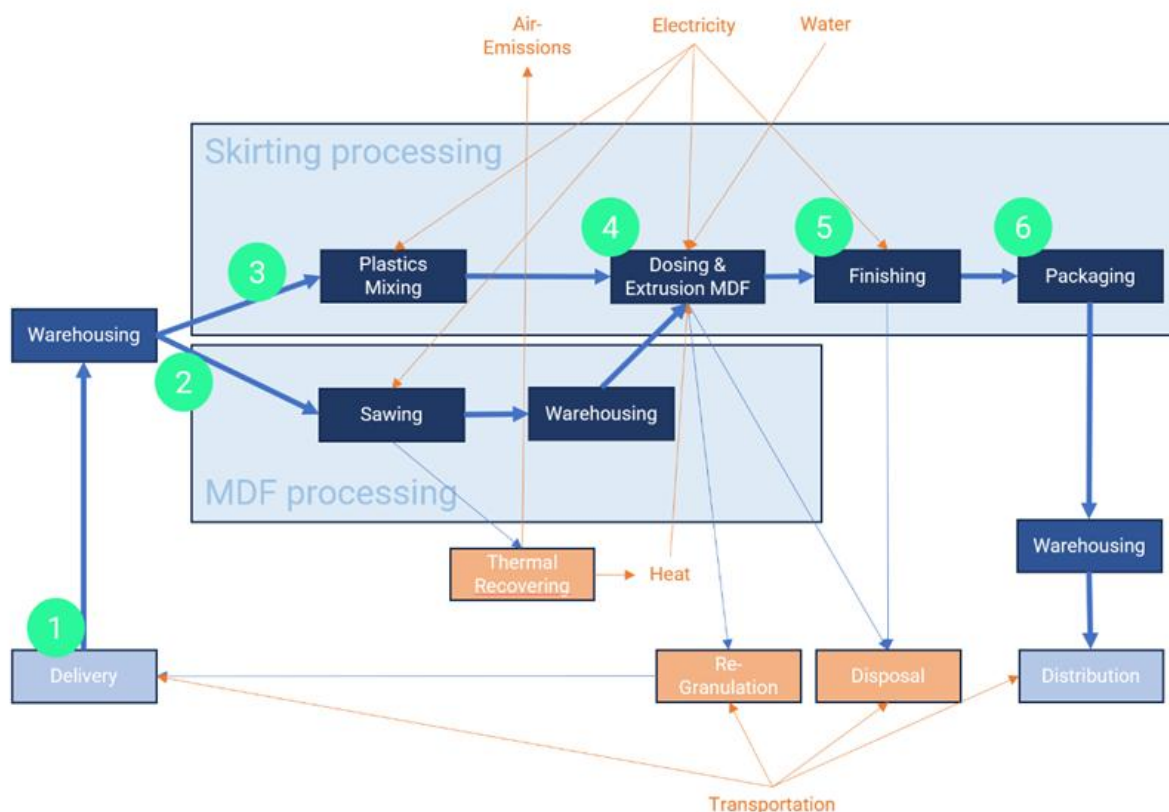 Air-
Emissions
Electricity
Water
Skirting processing
3
Plastics
Mixing
4
Dosing &
Extrusion MDF
5
Finishing
6
Packaging
Warehousing
2
Sawing
Warehousing
MDF processing
Thermal
Recovering
Heat
Warehousing
1
Delivery
Re-
Granulation
Disposal
Distribution
Transportation